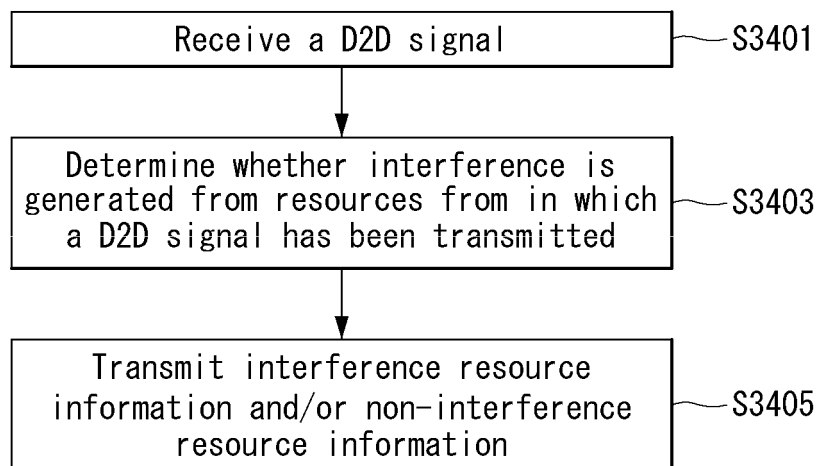 Receive a D2D signal
S3401
Determine whether interference is
generated from resources from in which
a D2D signal has been transmitted
S3403
Transmit interference resource
information and/or non-interference
resource information
S3405